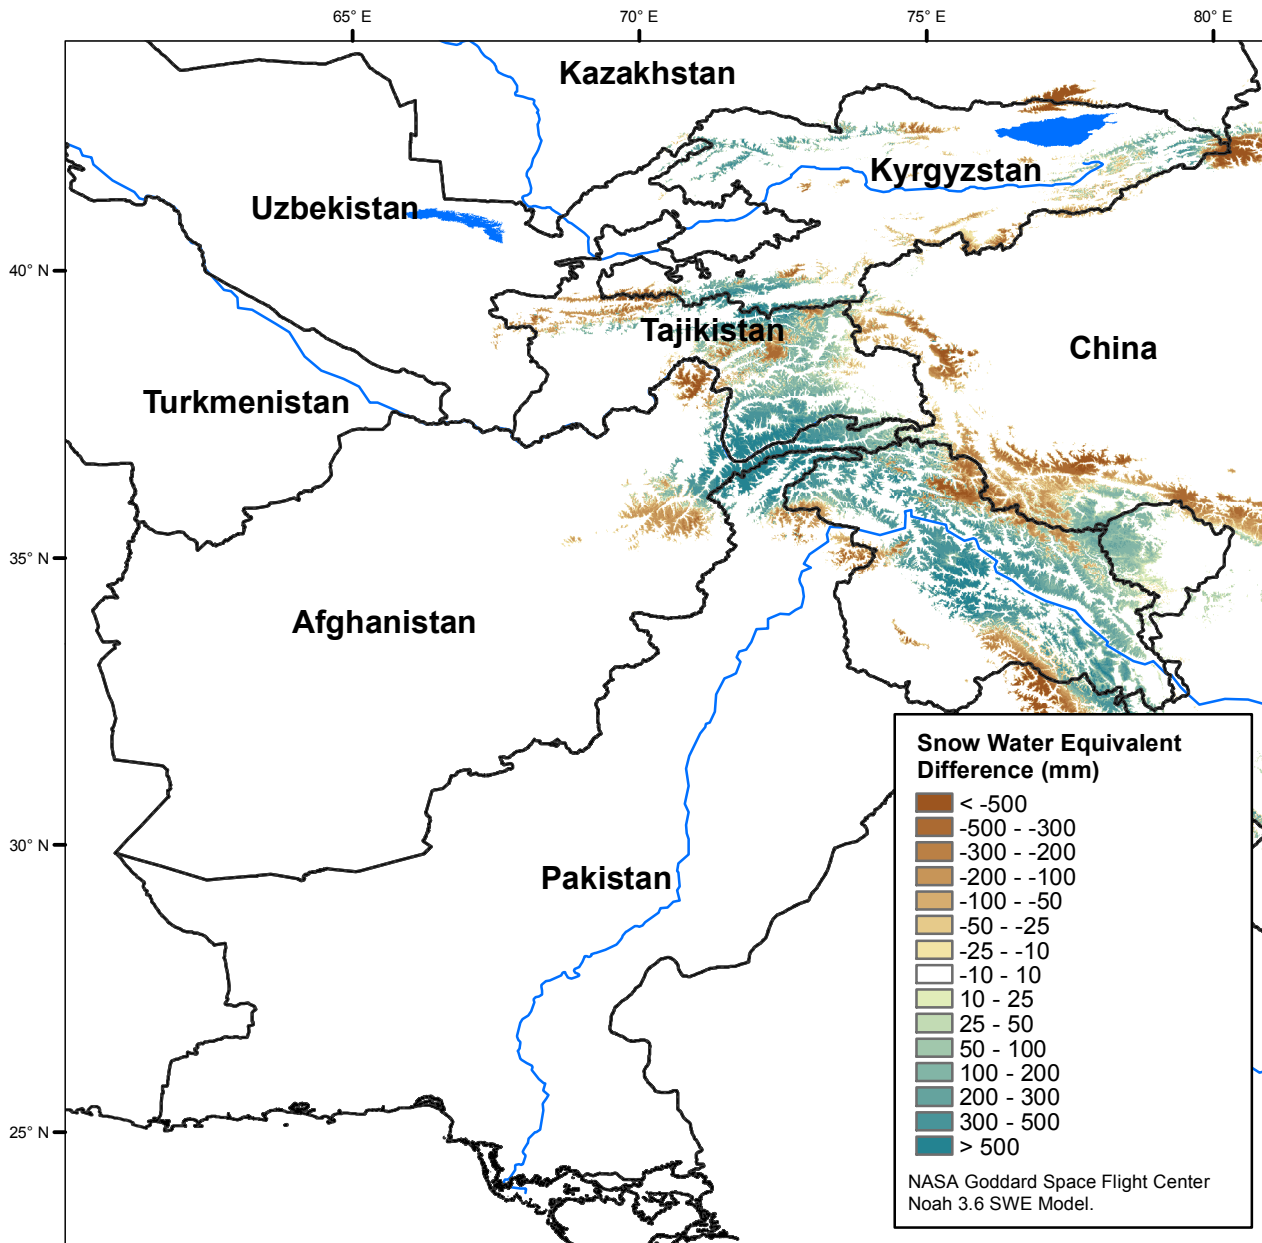 65° E
70° E
75° E
80° E
Kazakhstan
Kyrgyzstan
Uzbekistan
40° N
Tajikistan
China
Turkmenistan
35° N
Afghanistan
30° N
Pakistan
25° N
Snow Water Equivalent
Difference (mm)
< -500
-500 - -300
-300 - -200
-200 - -100
-100 - -50
-50 - -25
-25 - -10
-10 - 10
10 - 25
25 - 50
50 - 100
100 - 200
200 - 300
300 - 500
> 500
NASA Goddard Space Flight Center
Noah 3.6 SWE Model.